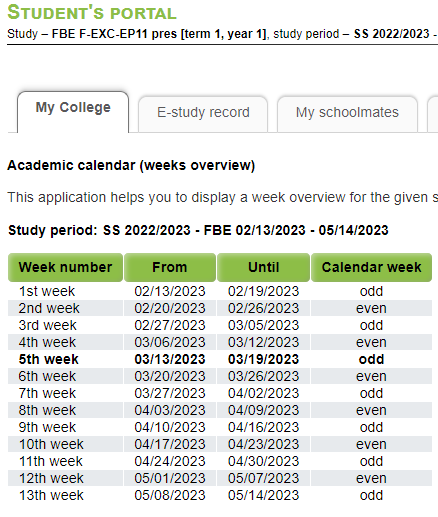 STUDENT'S PORTAL
Study – FBE F-EXC-EP11 pres [term 1, year 1], study period – SS 2022/2023 -
My College E-study record My schoolmates
Academic calendar (weeks overview)
This application helps you to display a week overview for the given s
Study period: SS 2022/2023 - FBE 02/13/2023 - 05/14/2023
Week number From Until Calendar week
1st week 02/13/2023 02/19/2023 odd
2nd week 02/20/2023 02/26/2023 even
3rd week 02/27/2023 03/05/2023 odd
4th week 03/06/2023 03/12/2023 even
5th week 03/13/2023 03/19/2023 odd
6th week 03/20/2023 03/26/2023 even
7th week 03/27/2023 04/02/2023 odd
8th week 04/03/2023 04/09/2023 even
9th week 04/10/2023 04/16/2023 odd
10th week 04/17/2023 04/23/2023 even
11th week 04/24/2023 04/30/2023 odd
12th week 05/01/2023 05/07/2023 even
13th week 05/08/2023 05/14/2023 odd